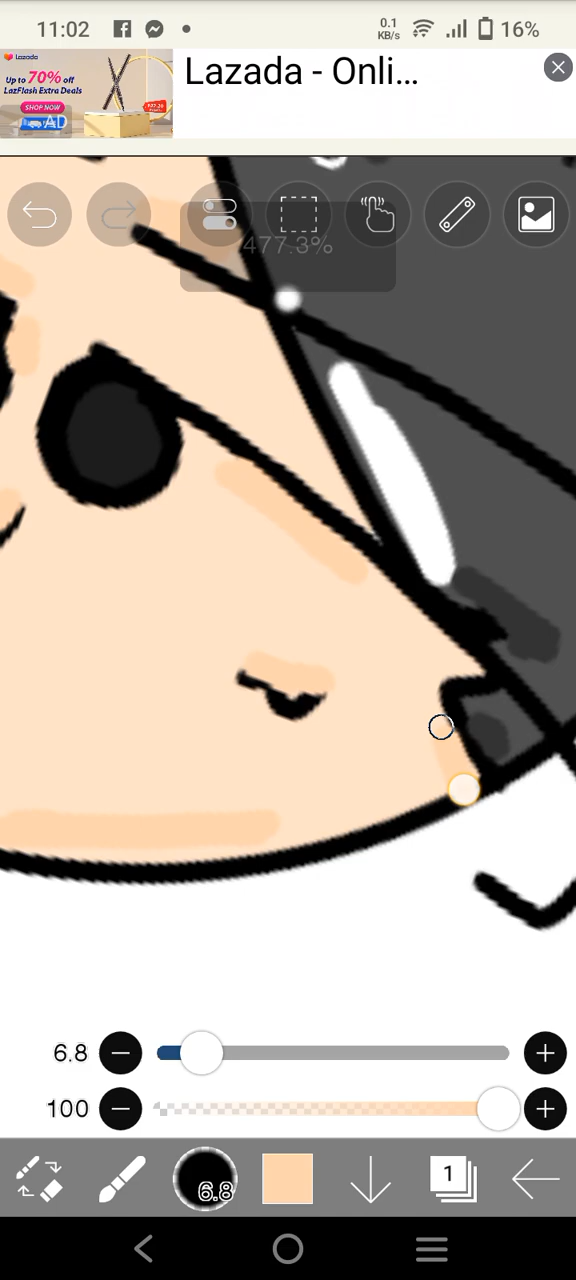 11:02
0.1
KB/s
16%
Lazada
Up to 70% off
LazFlash Extra Deals
SHOP NOW
AD
Lazada - Onli...
477.3%
6.8
100
6.8
1